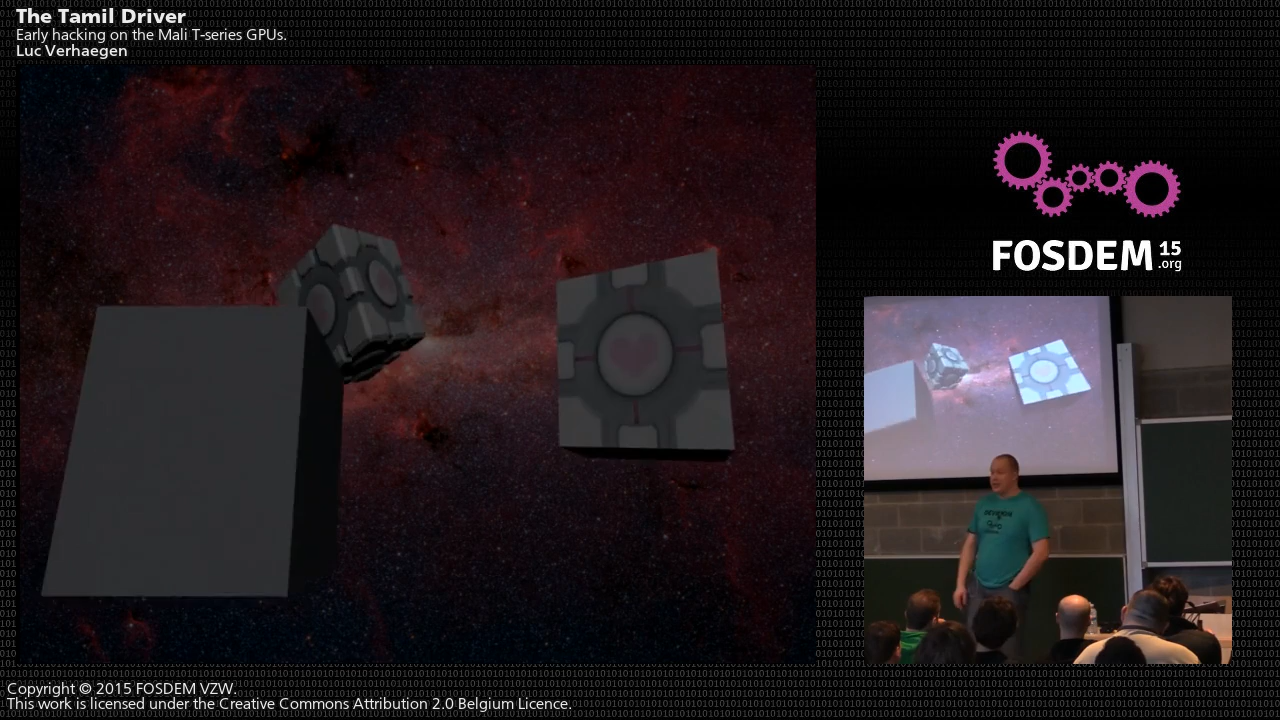 The Tamil Driver
Early hacking on the Mali T-series GPUs.
Luc Verhaegen
FOSDEM 15
.org
Copyright © 2015 FOSDEM VZW.
This work is licensed under the Creative Commons Attribution 2.0 Belgium Licence.